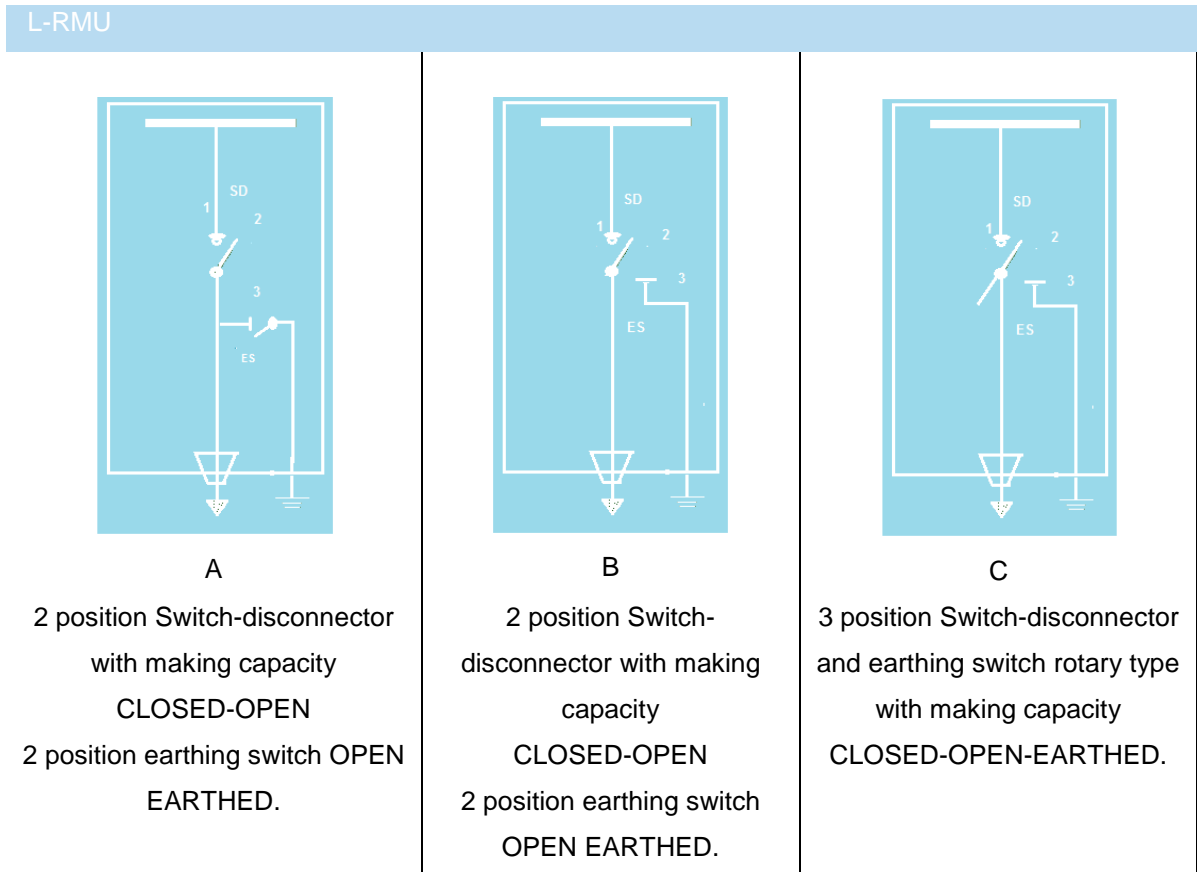 L-RMU
SD
1
2
3
ES
A
2 position Switch-disconnector
with making capacity
CLOSED-OPEN
2 position earthing switch OPEN
EARTHED.
SD
1
2
3
ES
B
2 position Switch-
disconnector with making
capacity
CLOSED-OPEN
2 position earthing switch
OPEN EARTHED.
SD
1
2
3
ES
C
3 position Switch-disconnector
and earthing switch rotary type
with making capacity
CLOSED-OPEN-EARTHED.